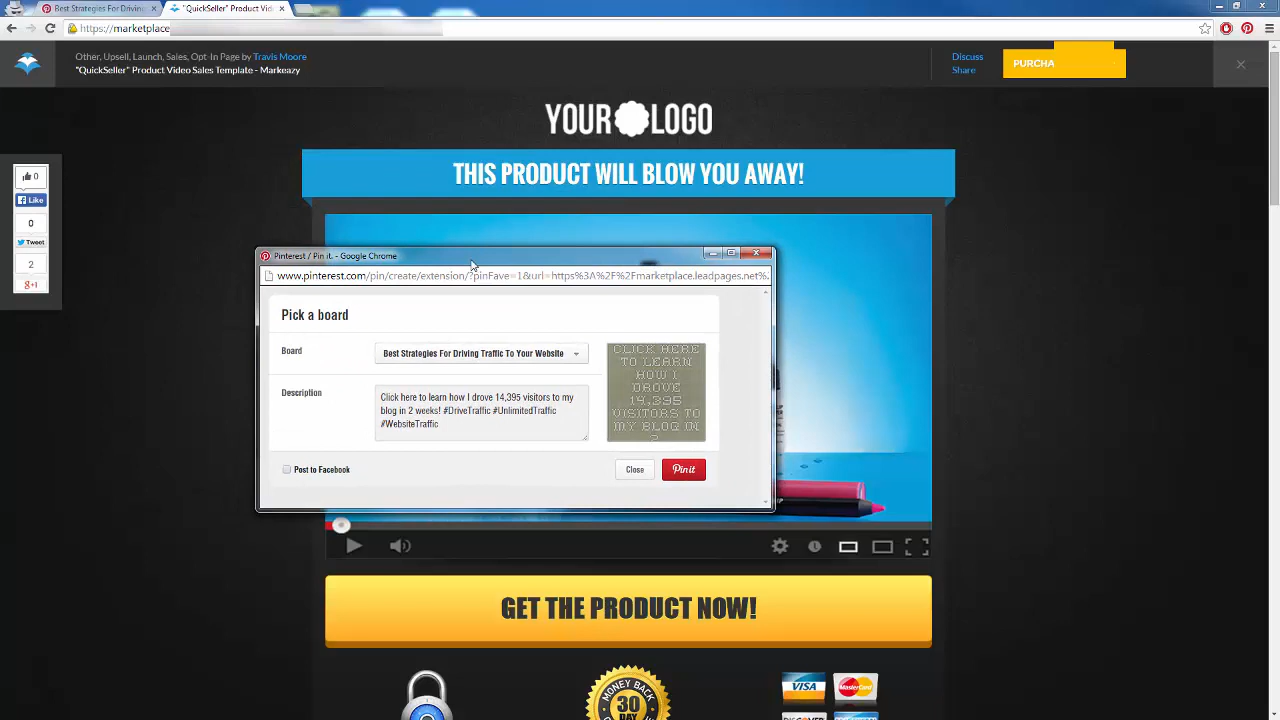 Best Strategies For Driving
"QuickSeller" Product Vid
https://marketplace
Other, Upsell, Launch, Sales, Opt-In Page by Travis Moore
"QuickSeller" Product Video Sales Template - Markeazy
Discuss
Share
PURCHA
YOUR LOGO
THIS PRODUCT WILL BLOW YOU AWAY!
0
Like
0
Tweet
2
g+1
Pinterest / Pin it. - Google Chrome
www.pinterest.com/pin/create/extension/?pinFave=1&url=https%3A%2F%2Fmarketplace.leadpages.net%
Pick a board
Board
Best Strategies For Driving Traffic To Your Website
Description
Click here to learn how I drove 14,395 visitors to my
blog in 2 weeks! #DriveTraffic #UnlimitedTraffic
#WebsiteTraffic
CLICK HERE
TO LEARN
HOW I
DROVE
14,395
VISITORS TO
MY BLOG IN
2
Post to Facebook
Close
Pin it
GET THE PRODUCT NOW!
MONEY BACK
30
DAY
VISA
MasterCard